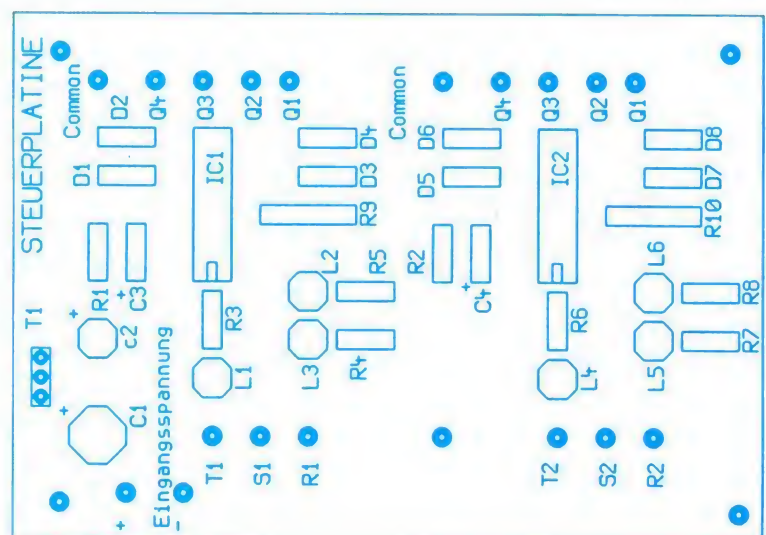 T1 STEUERPLATINE
+ + Common
D1
R1 D2
+ +
C1 c2 C3
Eingangsspannung Q4
-
T1 IC1 Q3
R3
L1 Q2
S1
Q1
R1 L3
L2
R4 R5 R9 D3 D4
Common
R2 D5 D6
+
C4
Q4
T2 IC2 Q3
R6
L4 Q2
S2
Q1
R2 L5 L6
R10 D7 D8
R7 R8